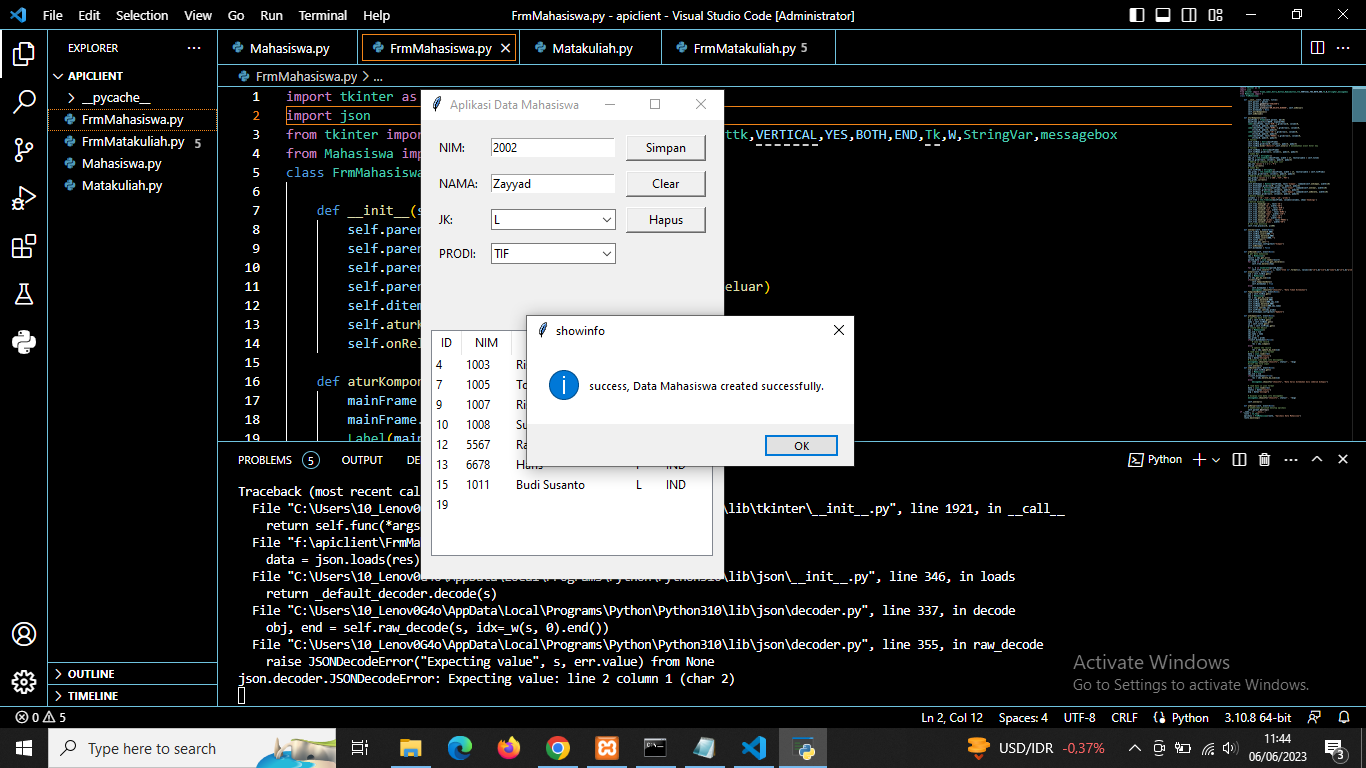 File Edit Selection View Go Run Terminal Help
FrmMahasiswa.py - apiclient - Visual Studio Code [Administrator]
EXPLORER
APICLIENT
__pycache__
FrmMahasiswa.py
FrmMatakuliah.py 5
Mahasiswa.py
Matakuliah.py
OUTLINE
TIMELINE
Mahasiswa.py FrmMahasiswa.py Matakuliah.py FrmMatakuliah.py 5
FrmMahasiswa.py > ...
1 import tkinter as
2 import json
3 from tkinter impor ttk,VERTICAL,YES,BOTH,END,Tk,W,StringVar,messagebox
4 from Mahasiswa imp
5 class FrmMahasiswa
6
7 def __init__(s
8 self.paren
9 self.paren
10 self.paren
11 self.paren eluar)
12 self.ditem
13 self.aturK
14 self.onRel
15
16 def aturKompor
17 mainFrame
18 mainFrame.
19 Label(mai
Aplikasi Data Mahasiswa
NIM: 2002 Simpan
NAMA: Zayyad Clear
JK: L Hapus
PRODI: TIF
ID NIM
4 1003 Ri
7 1005 To
9 1007 Ri
10 1008 Su
12 5567 Ra
13 6678 Hans IND
15 1011 Budi Susanto L IND
19
showinfo
success, Data Mahasiswa created successfully.
OK
PROBLEMS 5 OUTPUT DE
Python
Traceback (most recent cal
File "C:\Users\10_Lenov0 \lib\tkinter\__init__.py", line 1921, in __call__
return self.func(*args
File "f:\apiclient\FrmMa
data = json.loads(res)
File "C:\Users\10_Lenov0G4o\AppData\Local\Programs\Python\Python310\lib\json\__init__.py", line 346, in loads
return _default_decoder.decode(s)
File "C:\Users\10_Lenov0G4o\AppData\Local\Programs\Python\Python310\lib\json\decoder.py", line 337, in decode
obj, end = self.raw_decode(s, idx=_w(s, 0).end())
File "C:\Users\10_Lenov0G4o\AppData\Local\Programs\Python\Python310\lib\json\decoder.py", line 355, in raw_decode
raise JSONDecodeError("Expecting value", s, err.value) from None
json.decoder.JSONDecodeError: Expecting value: line 2 column 1 (char 2)
Activate Windows
Go to Settings to activate Windows.
0 5 Ln 2, Col 12 Spaces: 4 UTF-8 CRLF Python 3.10.8 64-bit
Type here to search
USD/IDR -0.37%
11:44
06/06/2023
3